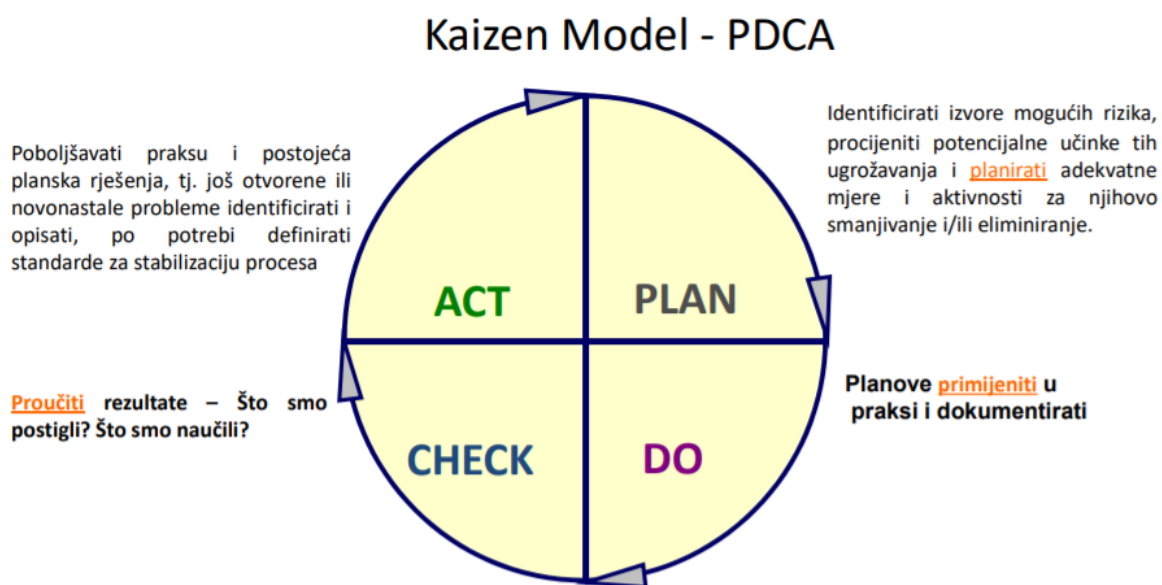 Kaizen Model - PDCA
Identificirati izvore mogućih rizika,
procijeniti potencijalne učinke tih
ugrožavanja i planirati adekvatne
mjere i aktivnosti za njihovo
smanjivanje i/ili eliminiranje.
Poboljšavati praksu i postojeća
planska rješenja, tj. još otvorene ili
novonastale probleme identificirati i
opisati, po potrebi definirati
standarde za stabilizaciju procesa
ACT
PLAN
Planove primijeniti u
praksi i dokumentirati
Proučiti rezultate – Što smo
postigli? Što smo naučili?
CHECK
DO